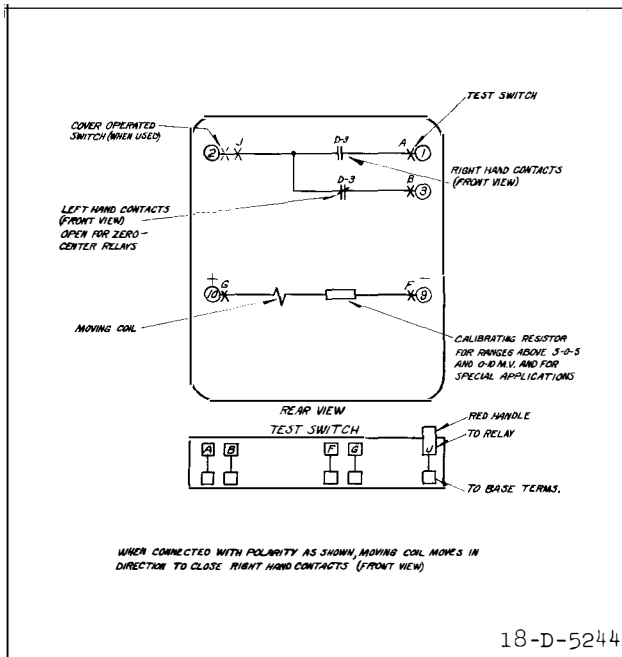 TEST SWITCH
COVER OPERATED
SWITCH (WHEN USED)
J
D-3
A
2
1
RIGHT HAND CONTACTS
(FRONT VIEW)
D-3
B
3
LEFT HAND CONTACTS
(FRONT VIEW)
OPEN FOR ZERO-
CENTER RELAYS
+
G
F
−
10
9
MOVING COIL
CALIBRATING RESISTOR
FOR RANGES ABOVE 5-0-5
AND 0-10 M.V. AND FOR
SPECIAL APPLICATIONS
REAR VIEW
TEST SWITCH
RED HANDLE
TO RELAY
A B F G J
TO BASE TERMS.
WHEN CONNECTED WITH POLARITY AS SHOWN, MOVING COIL MOVES IN
DIRECTION TO CLOSE RIGHT HAND CONTACTS (FRONT VIEW)
18-D-5244